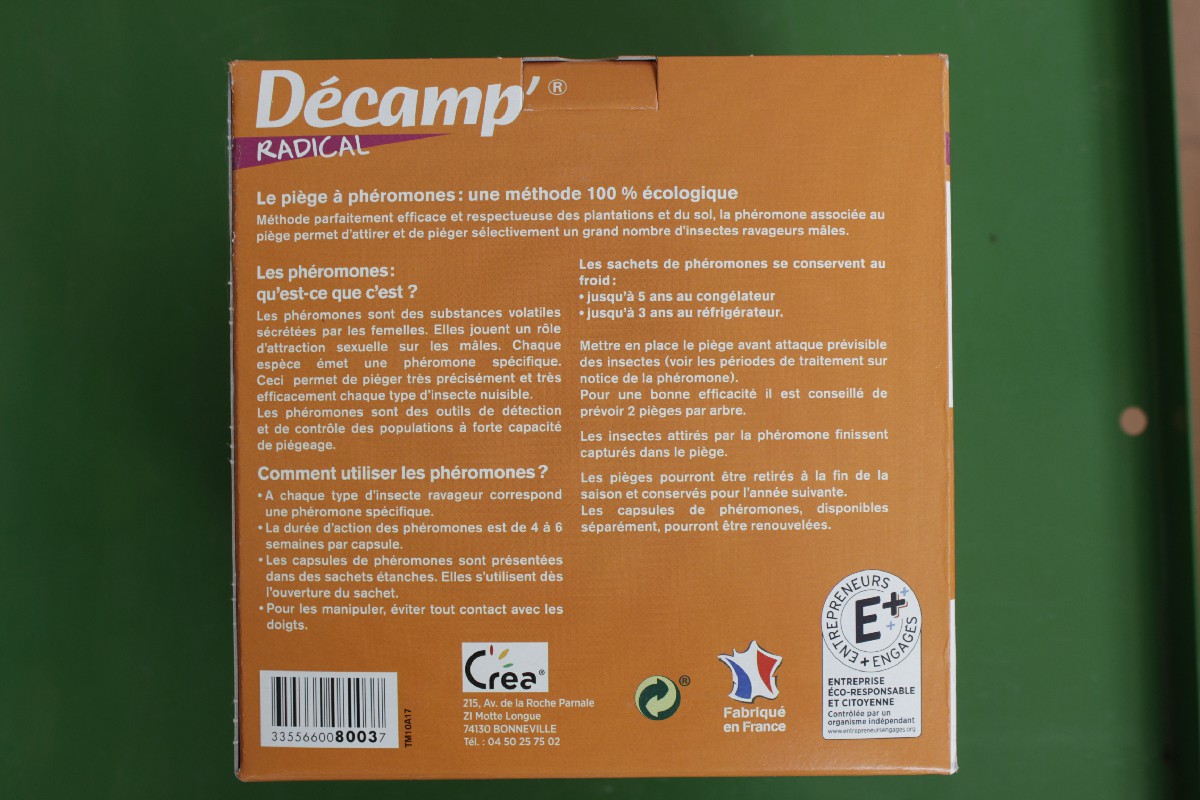 Décamp'®
RADICAL
Le piège à phéromones : une méthode 100 % écologique
Méthode parfaitement efficace et respectueuse des plantations et du sol, la phéromone associée au
piège permet d'attirer et de piéger sélectivement un grand nombre d'insectes ravageurs mâles.
Les phéromones :
qu'est-ce que c'est ?
Les phéromones sont des substances volatiles
sécrétées par les femelles. Elles jouent un rôle
d'attraction sexuelle sur les mâles. Chaque
espèce émet une phéromone spécifique.
Ceci permet de piéger très précisément et très
efficacement chaque type d'insecte nuisible.
Les phéromones sont des outils de détection
et de contrôle des populations à forte capacité
de piégeage.
Comment utiliser les phéromones ?
• A chaque type d'insecte ravageur correspond
une phéromone spécifique.
• La durée d'action des phéromones est de 4 à 6
semaines par capsule.
• Les capsules de phéromones sont présentées
dans des sachets étanches. Elles s'utilisent dès
l'ouverture du sachet.
• Pour les manipuler, éviter tout contact avec les
doigts.
Les sachets de phéromones se conservent au
froid :
• jusqu'à 5 ans au congélateur
• jusqu'à 3 ans au réfrigérateur.
Mettre en place le piège avant attaque prévisible
des insectes (voir les périodes de traitement sur
notice de la phéromone).
Pour une bonne efficacité il est conseillé de
prévoir 2 pièges par arbre.
Les insectes attirés par la phéromone finissent
capturés dans le piège.
Les pièges pourront être retirés à la fin de la
saison et conservés pour l'année suivante.
Les capsules de phéromones, disponibles
séparément, pourront être renouvelées.
3355660080037
TM10A17
Créa®
215, Av. de la Roche Parnale
ZI Motte Longue
74130 BONNEVILLE
Tél. : 04 50 25 75 02
®
Fabriqué
en France
ENTREPRENEURS
E+
+ENGAGÉS
ENTREPRISE
ÉCO-RESPONSABLE
ET CITOYENNE
Contrôlée par un
organisme indépendant
www.entrepreneursengages.org